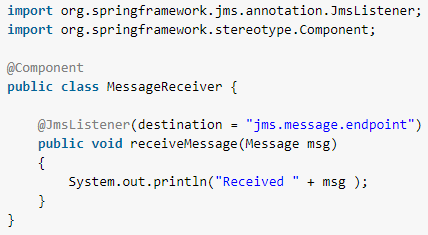 import org.springframework.jms.annotation.JmsListener;
import org.springframework.stereotype.Component;

@Component
public class MessageReceiver {

    @JmsListener(destination = "jms.message.endpoint")
    public void receiveMessage(Message msg)
    {
        System.out.println("Received " + msg );
    }
}